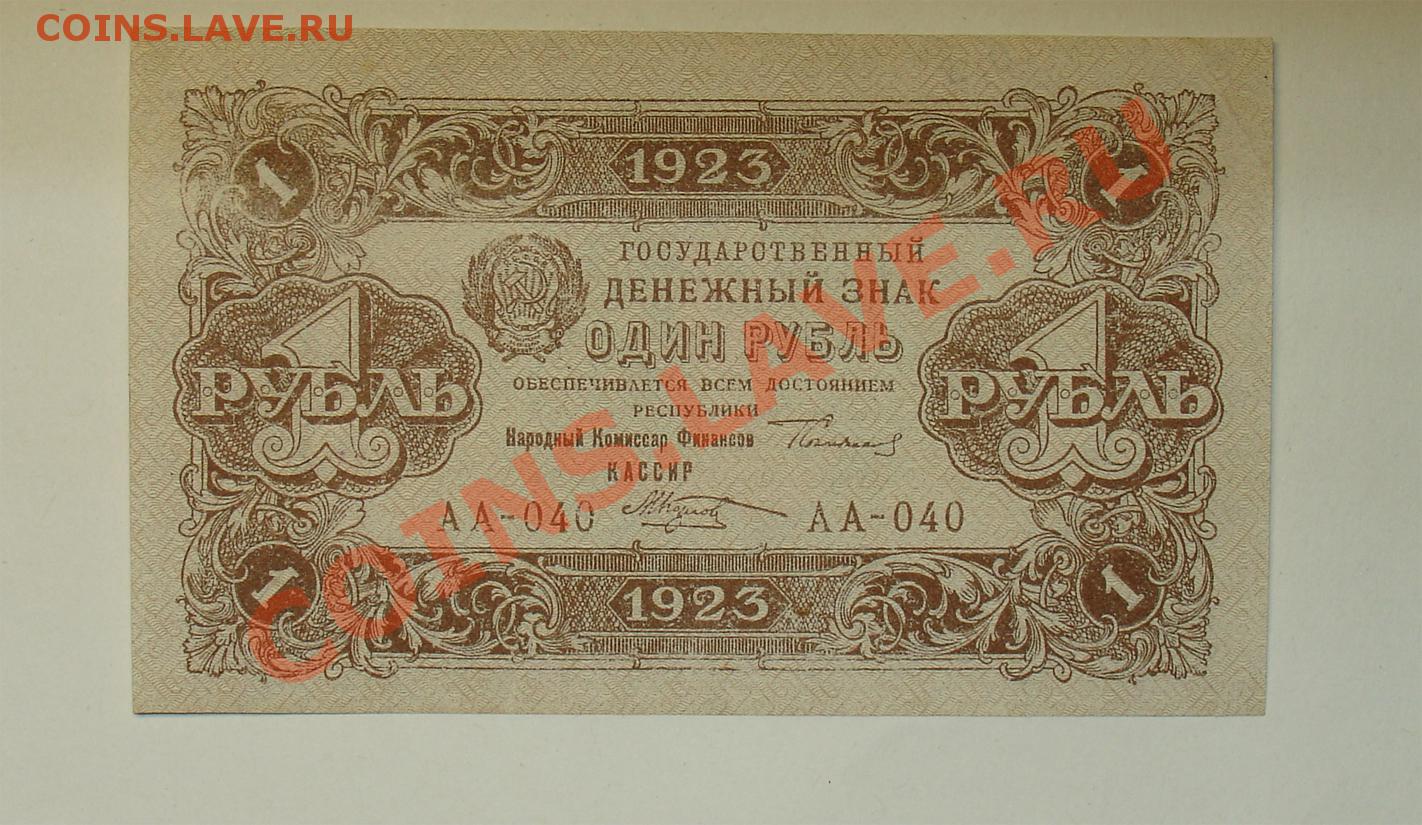 COINS.LAVE.RU
1 1923 1
ГОСУДАРСТВЕННЫЙ
ДЕНЕЖНЫЙ ЗНАК
ОДИН РУБЛЬ
1 РУБЛЬ
1 РУБЛЬ
ОБЕСПЕЧИВАЕТСЯ ВСЕМ ДОСТОЯНИЕМ
РЕСПУБЛИКИ
Народный Комиссар Финансов
КАССИР
АА-040 АА-040
1 1923 1
COINS.LAVE.RU